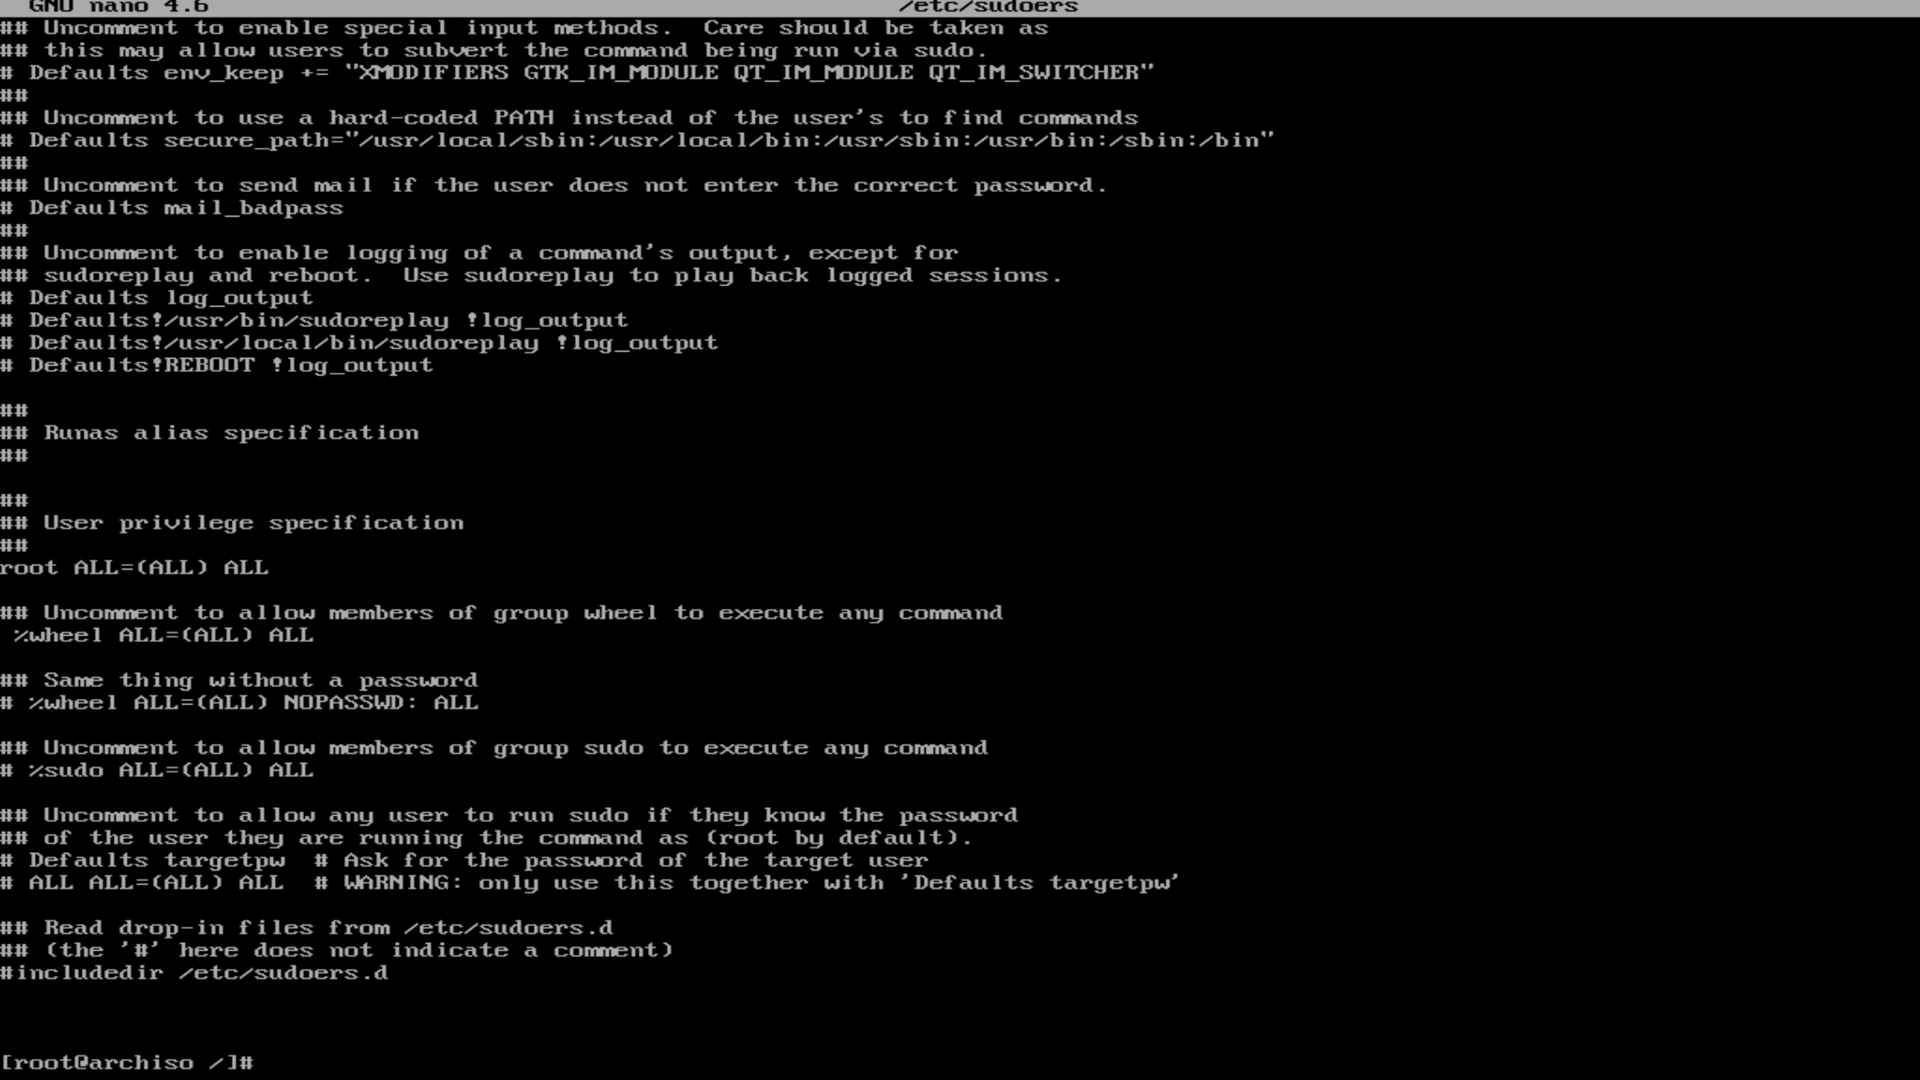 GNU nano 4.6 /etc/sudoers
## Uncomment to enable special input methods.  Care should be taken as
## this may allow users to subvert the command being run via sudo.
# Defaults env_keep += "XMODIFIERS GTK_IM_MODULE QT_IM_MODULE QT_IM_SWITCHER"
##
## Uncomment to use a hard-coded PATH instead of the user's to find commands
# Defaults secure_path="/usr/local/sbin:/usr/local/bin:/usr/sbin:/usr/bin:/sbin:/bin"
##
## Uncomment to send mail if the user does not enter the correct password.
# Defaults mail_badpass
##
## Uncomment to enable logging of a command's output, except for
## sudoreplay and reboot.  Use sudoreplay to play back logged sessions.
# Defaults log_output
# Defaults!/usr/bin/sudoreplay !log_output
# Defaults!/usr/local/bin/sudoreplay !log_output
# Defaults!REBOOT !log_output
##
## Runas alias specification
##
##
## User privilege specification
##
root ALL=(ALL) ALL
## Uncomment to allow members of group wheel to execute any command
 %wheel ALL=(ALL) ALL
## Same thing without a password
# %wheel ALL=(ALL) NOPASSWD: ALL
## Uncomment to allow members of group sudo to execute any command
# %sudo ALL=(ALL) ALL
## Uncomment to allow any user to run sudo if they know the password
## of the user they are running the command as (root by default).
# Defaults targetpw  # Ask for the password of the target user
# ALL ALL=(ALL) ALL  # WARNING: only use this together with 'Defaults targetpw'
## Read drop-in files from /etc/sudoers.d
## (the '#' here does not indicate a comment)
#includedir /etc/sudoers.d
[root@archiso /]#